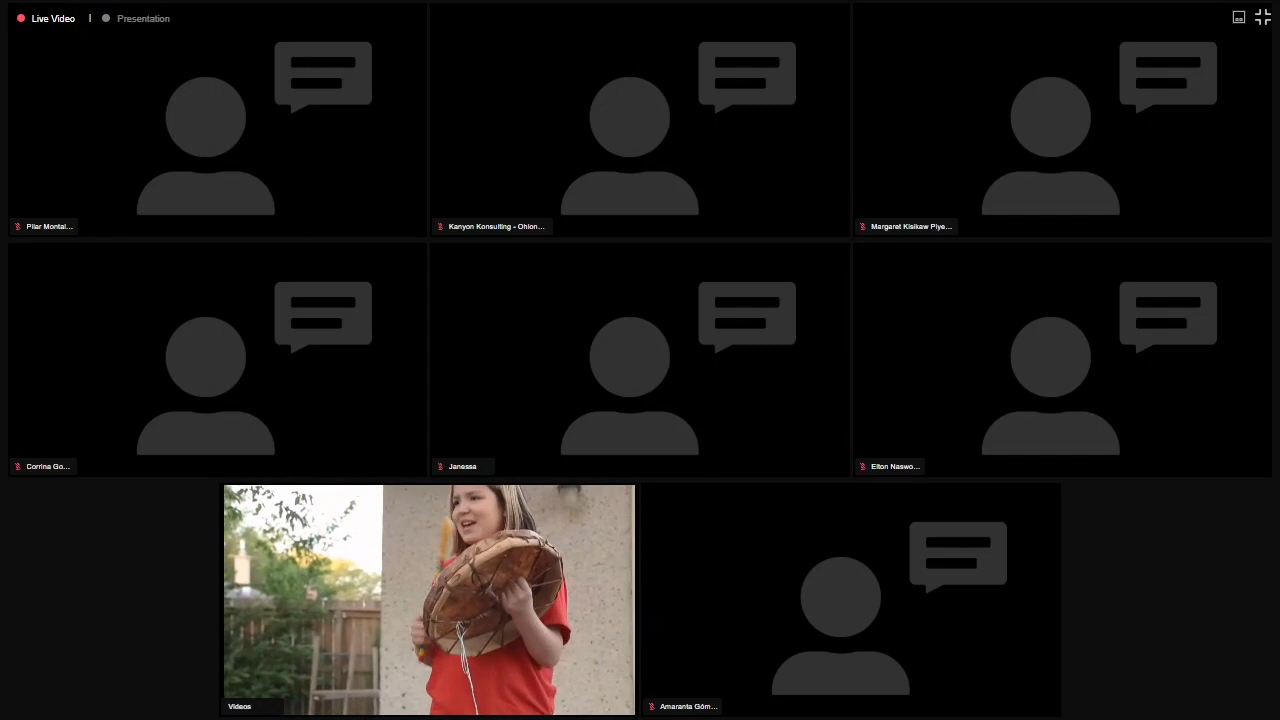 Live Video | Presentation
Pilar Montal...
Kanyon Konsulting - Ohlon...
Margaret Kisikaw Piye...
Corrina Go...
Janessa
Elton Naswo...
Videos
Amaranta Góm...